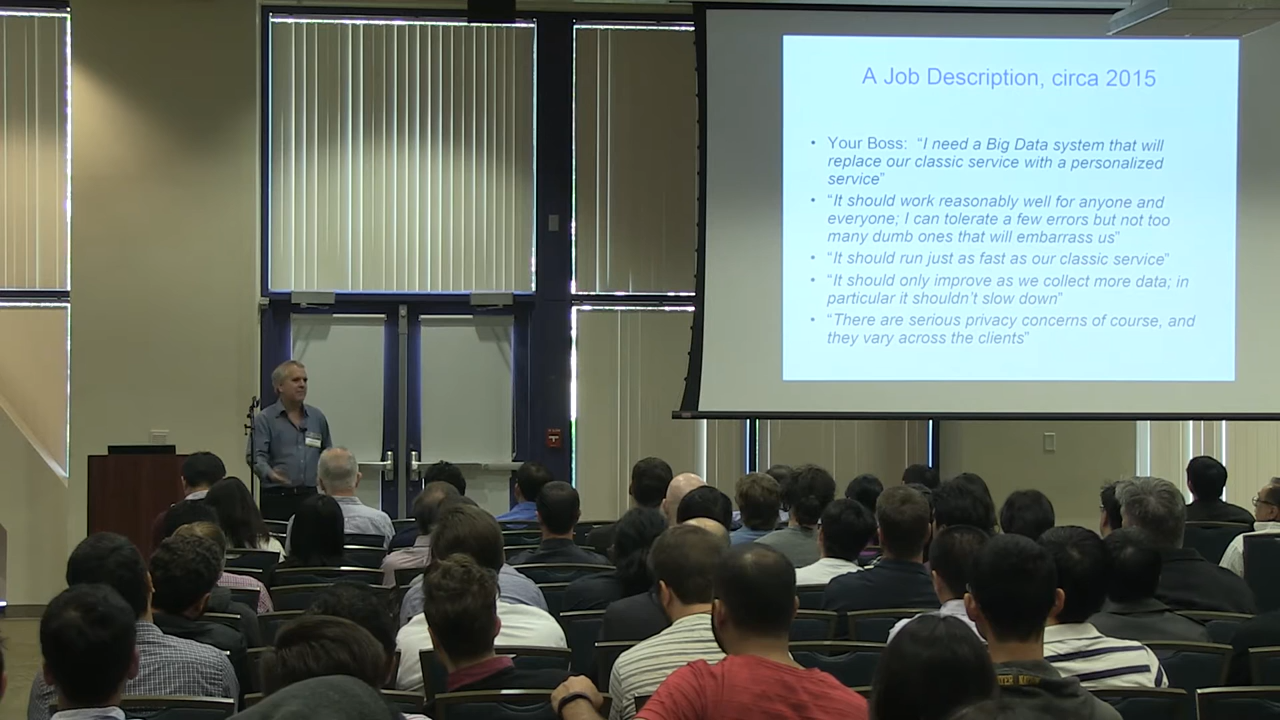 A Job Description, circa 2015
• Your Boss: “I need a Big Data system that will
replace our classic service with a personalized
service”
• “It should work reasonably well for anyone and
everyone; I can tolerate a few errors but not too
many dumb ones that will embarrass us”
• “It should run just as fast as our classic service”
• “It should only improve as we collect more data; in
particular it shouldn’t slow down”
• “There are serious privacy concerns of course, and
they vary across the clients”